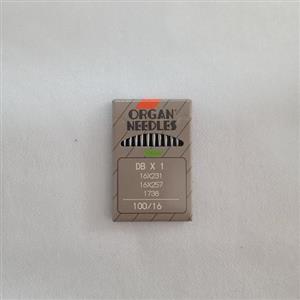 ORGAN
NEEDLES
DB X 1
16X231
16X257
1738
100/16